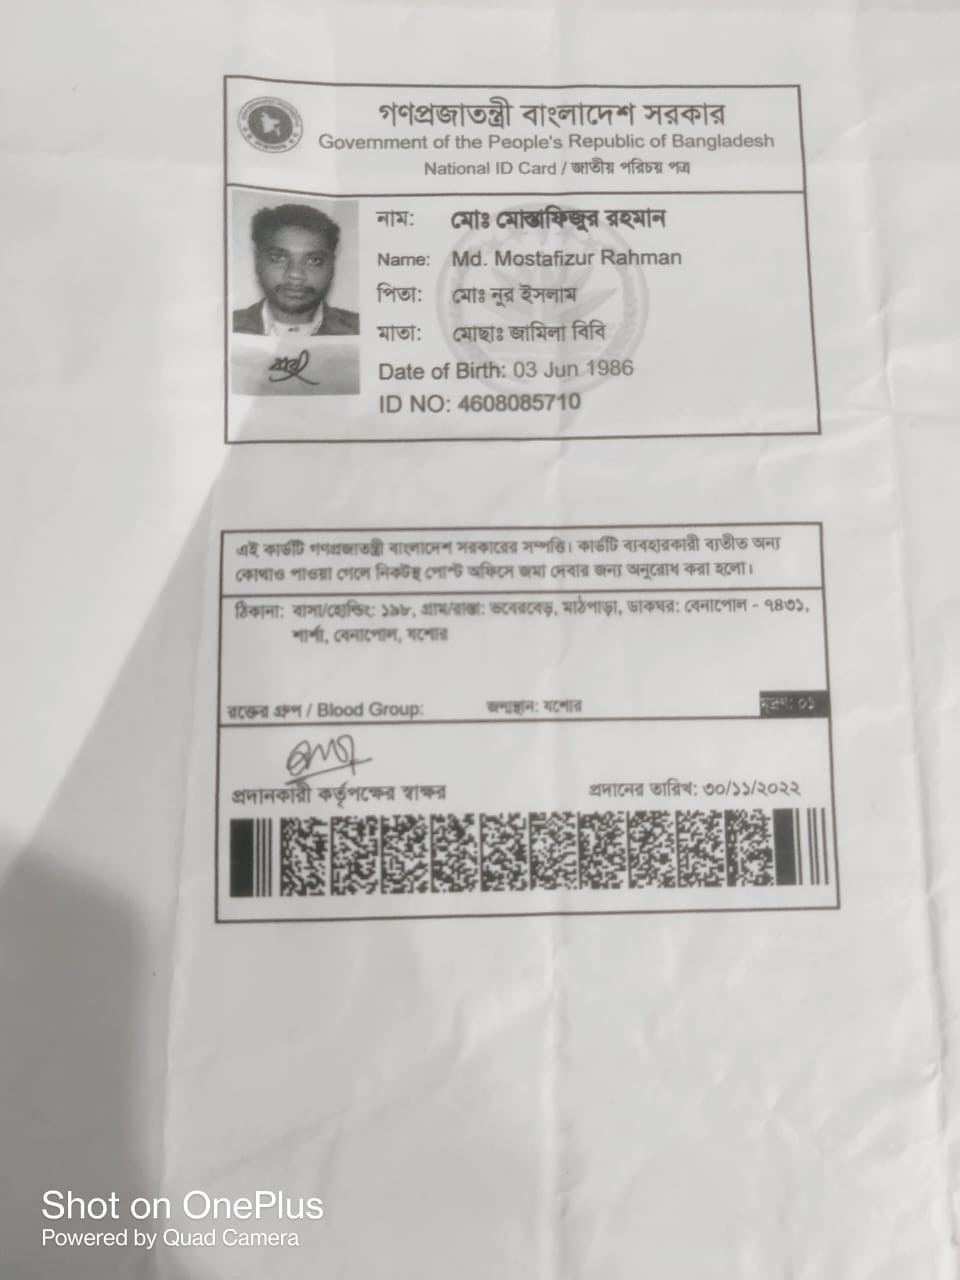 গণপ্রজাতন্ত্রী বাংলাদেশ সরকার
Government of the People's Republic of Bangladesh
National ID Card / জাতীয় পরিচয় পত্র
নাম: মোঃ মোস্তাফিজুর রহমান
Name: Md. Mostafizur Rahman
পিতা: মোঃ নুর ইসলাম
মাতা: মোছাঃ জামিলা বিবি
Date of Birth: 03 Jun 1986
ID NO: 4608085710
এই কার্ডটি গণপ্রজাতন্ত্রী বাংলাদেশ সরকারের সম্পত্তি। কার্ডটি ব্যবহারকারী ব্যতীত অন্য
কোথাও পাওয়া গেলে নিকটস্থ পোস্ট অফিসে জমা দেবার জন্য অনুরোধ করা হলো।
ঠিকানা: বাসা/হোল্ডিং: ১৯৮, গ্রাম/রাস্তা: ভবেরবেড়, মাঠপাড়া, ডাকঘর: বেনাপোল - ৭৪৩১,
শার্শা, বেনাপোল, যশোর
রক্তের গ্রুপ / Blood Group: জন্মস্থান: যশোর মুদ্রণ: ০১
প্রদানকারী কর্তৃপক্ষের স্বাক্ষর প্রদানের তারিখ: ৩০/১১/২০২২
Shot on OnePlus
Powered by Quad Camera